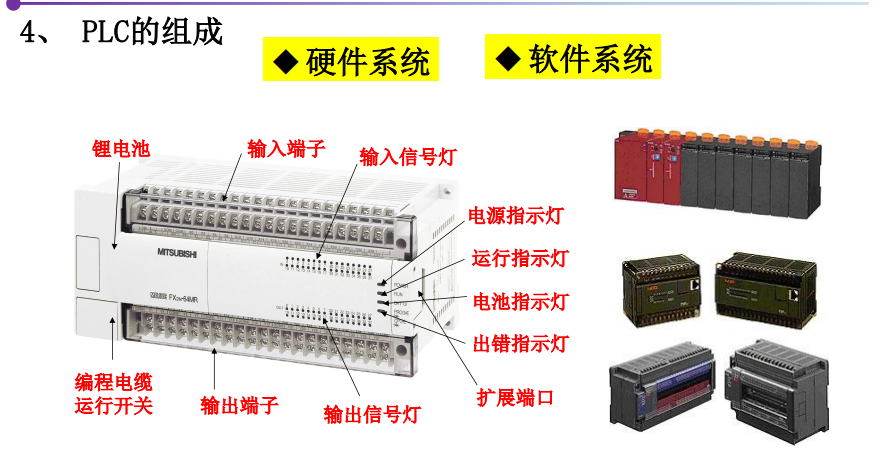 4、 PLC的组成
◆ 硬件系统
◆ 软件系统
锂电池
输入端子
输入信号灯
电源指示灯
运行指示灯
电池指示灯
出错指示灯
扩展端口
MITSUBISHI
FX2N-64MR
POWER
RUN
编程电缆
运行开关
输出端子
输出信号灯